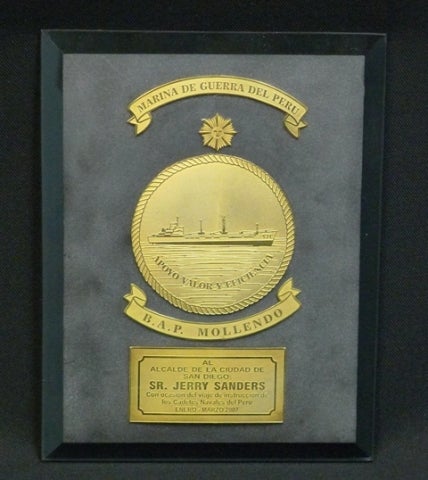 MARINA DE GUERRA DEL PERU
APOYO VALOR Y EFICIENCIA
B.A.P. MOLLENDO
AL
ALCALDE DE LA CIUDAD DE
SAN DIEGO:
SR. JERRY SANDERS
Con ocasión del viaje de instrucción de
los Cadetes Navales del Perú
ENERO - MARZO 2007